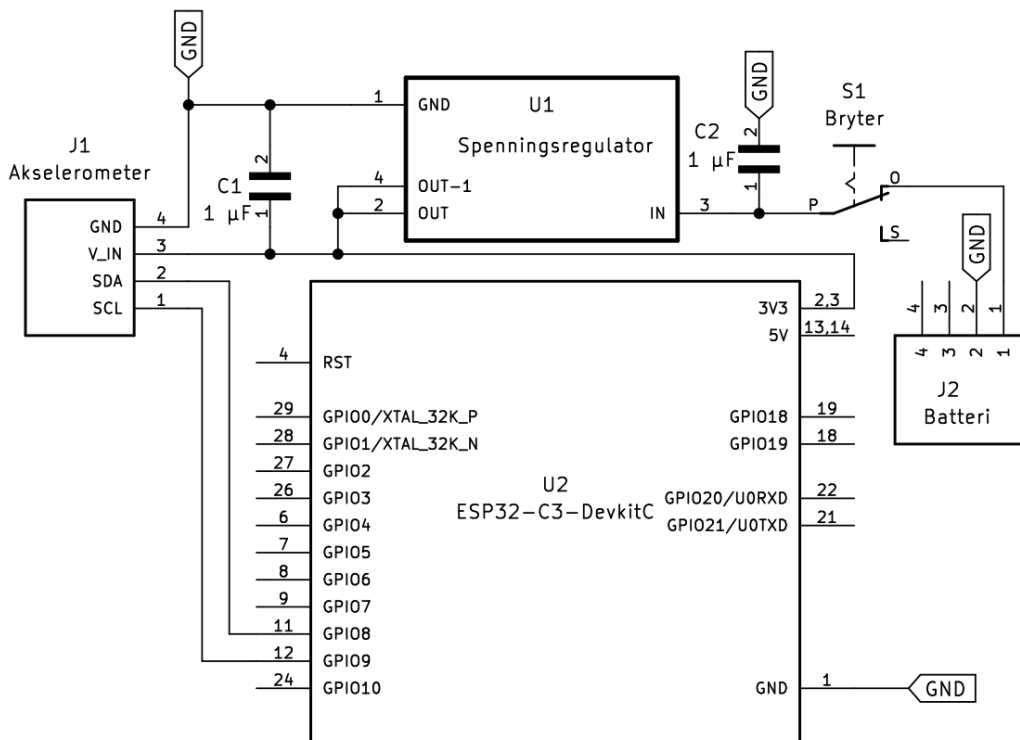 GND
J1
Akselerometer
GND 4
V_IN 3
SDA 2
SCL 1
C1
1 µF
2
1
1 GND
U1
Spenningsregulator
4 OUT-1
2 OUT
IN 3
GND
C2
1 µF
2
1
S1
Bryter
P
O
S
GND
4 3 2 1
4 3 2 1
J2
Batteri
3V3 2,3
5V 13,14
4 RST
29 GPIO0/XTAL_32K_P
28 GPIO1/XTAL_32K_N
27 GPIO2
26 GPIO3
6 GPIO4
7 GPIO5
8 GPIO6
9 GPIO7
11 GPIO8
12 GPIO9
24 GPIO10
U2
ESP32-C3-DevkitC
GPIO18 19
GPIO19 18
GPIO20/U0RXD 22
GPIO21/U0TXD 21
GND 1
GND